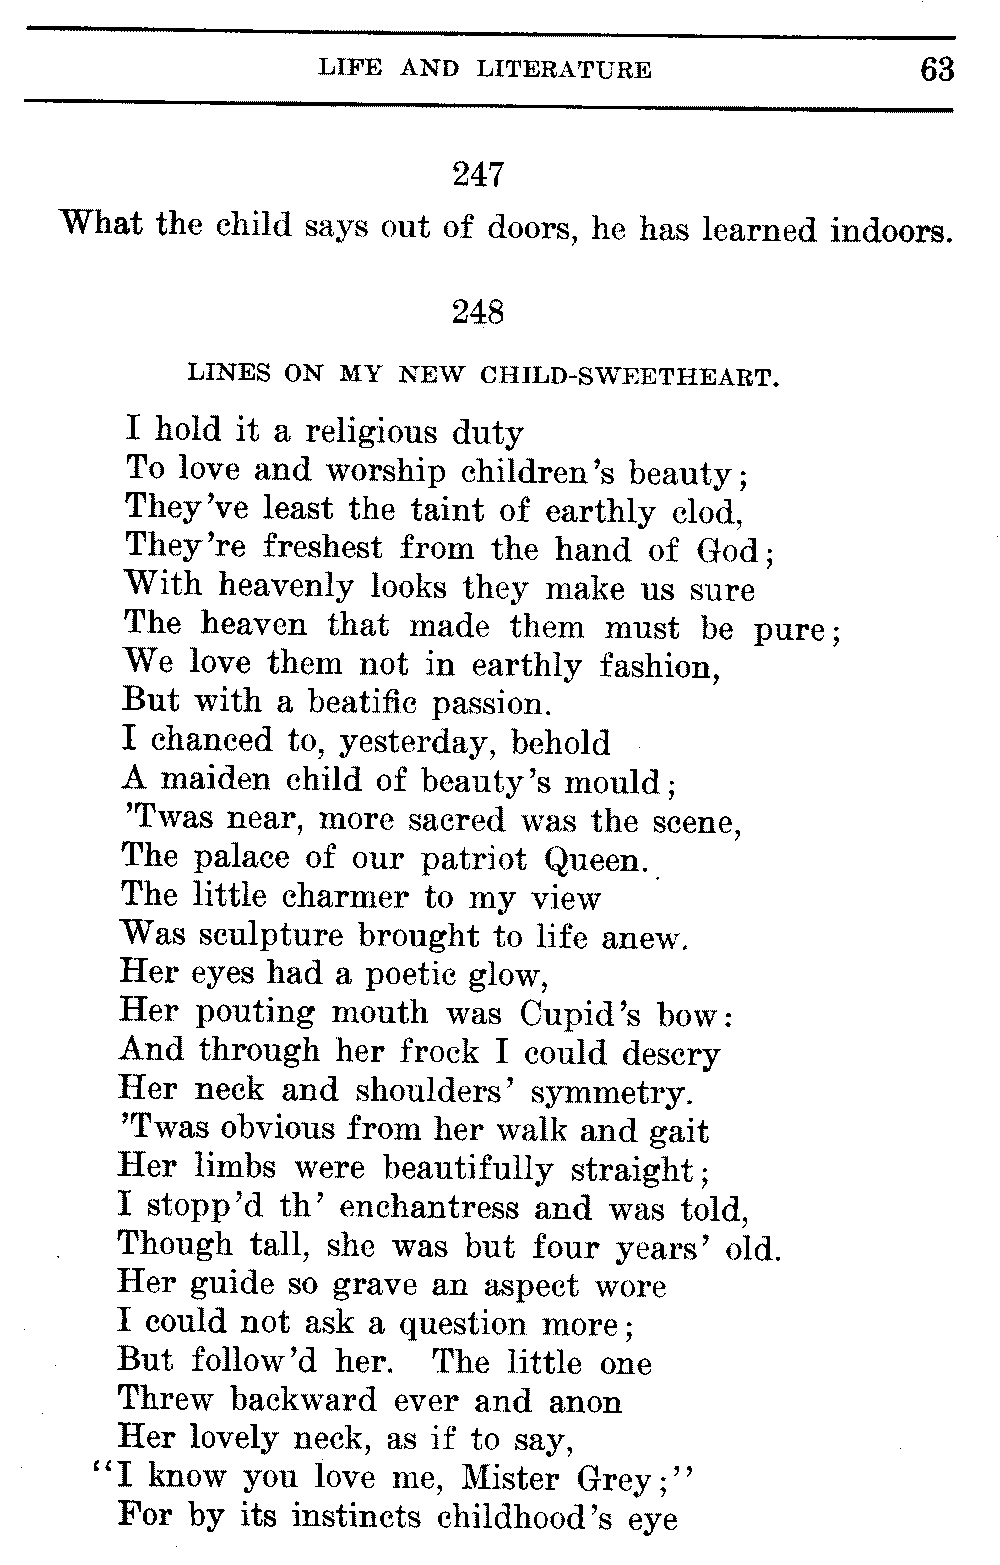 LIFE AND LITERATURE 63
247
What the child says out of doors, he has learned indoors.
248
LINES ON MY NEW CHILD-SWEETHEART.
I hold it a religious duty
To love and worship children's beauty;
They've least the taint of earthly clod,
They're freshest from the hand of God;
With heavenly looks they make us sure
The heaven that made them must be pure;
We love them not in earthly fashion,
But with a beatific passion.
I chanced to, yesterday, behold
A maiden child of beauty's mould;
'Twas near, more sacred was the scene,
The palace of our patriot Queen.
The little charmer to my view
Was sculpture brought to life anew.
Her eyes had a poetic glow,
Her pouting mouth was Cupid's bow:
And through her frock I could descry
Her neck and shoulders' symmetry.
'Twas obvious from her walk and gait
Her limbs were beautifully straight;
I stopp'd th' enchantress and was told,
Though tall, she was but four years' old.
Her guide so grave an aspect wore
I could not ask a question more;
But follow'd her. The little one
Threw backward ever and anon
Her lovely neck, as if to say,
"I know you love me, Mister Grey;"
For by its instincts childhood's eye